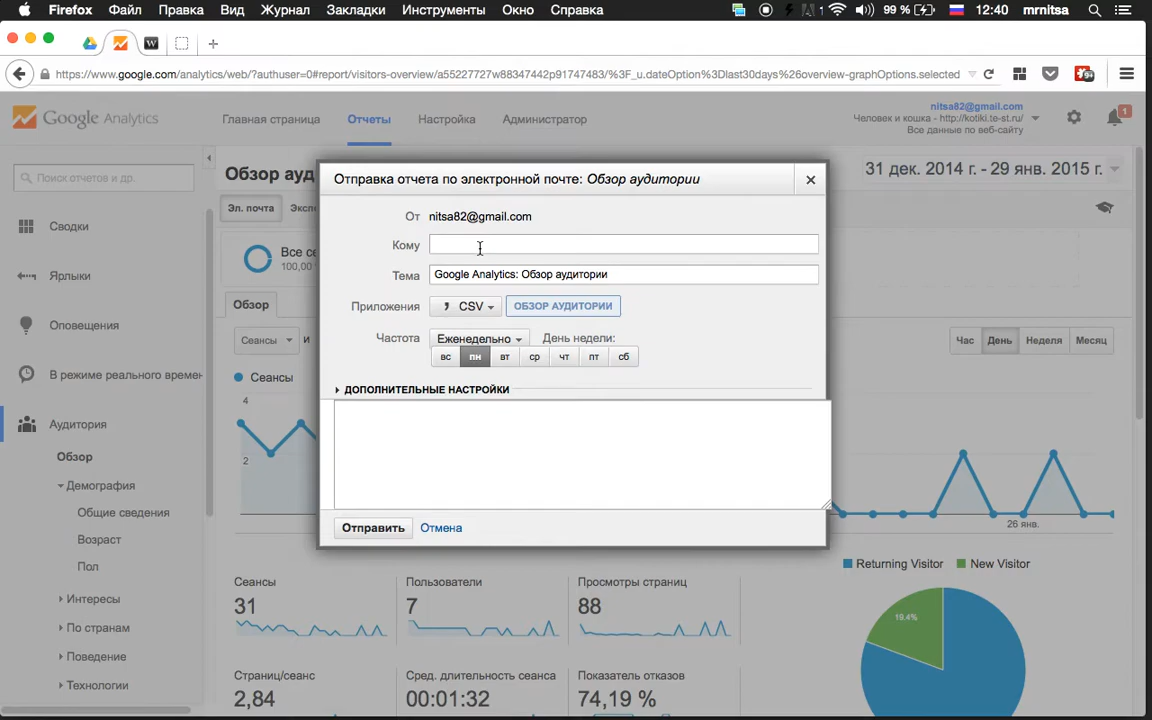 Firefox Файл Правка Вид Журнал Закладки Инструменты Окно Справка 1 99 % 12:40 mrnitsa
W
https://www.google.com/analytics/web/?authuser=0#report/visitors-overview/a55227727w88347442p91747483/%3F_u.dateOption%3Dlast30days%26overview-graphOptions.selected 9+
Google Analytics Главная страница Отчеты Настройка Администратор
nitsa82@gmail.com
Человек и кошка - http://kotiki.te-st.ru/
Все данные по веб-сайту
1
Поиск отчетов и др.
Обзор ауд
31 дек. 2014 г. - 29 янв. 2015 г.
Эл. почта Эксп
Сводки
Ярлыки
Оповещения
В режиме реального времен
Аудитория
Обзор
Демография
Общие сведения
Возраст
Пол
Интересы
По странам
Поведение
Технологии
Все се
100,00
Обзор
Сеансы и
Час День Неделя Месяц
Сеансы
4
2
26 янв.
Отправка отчета по электронной почте: Обзор аудитории
От nitsa82@gmail.com
Кому
Тема Google Analytics: Обзор аудитории
Приложения CSV ОБЗОР АУДИТОРИИ
Частота Еженедельно День недели:
вс пн вт ср чт пт сб
ДОПОЛНИТЕЛЬНЫЕ НАСТРОЙКИ
Отправить Отмена
Returning Visitor New Visitor
19.4%
Сеансы Пользователи Просмотры страниц
31 7 88
Страниц/сеанс Сред. длительность сеанса Показатель отказов
2,84 00:01:32 74,19 %